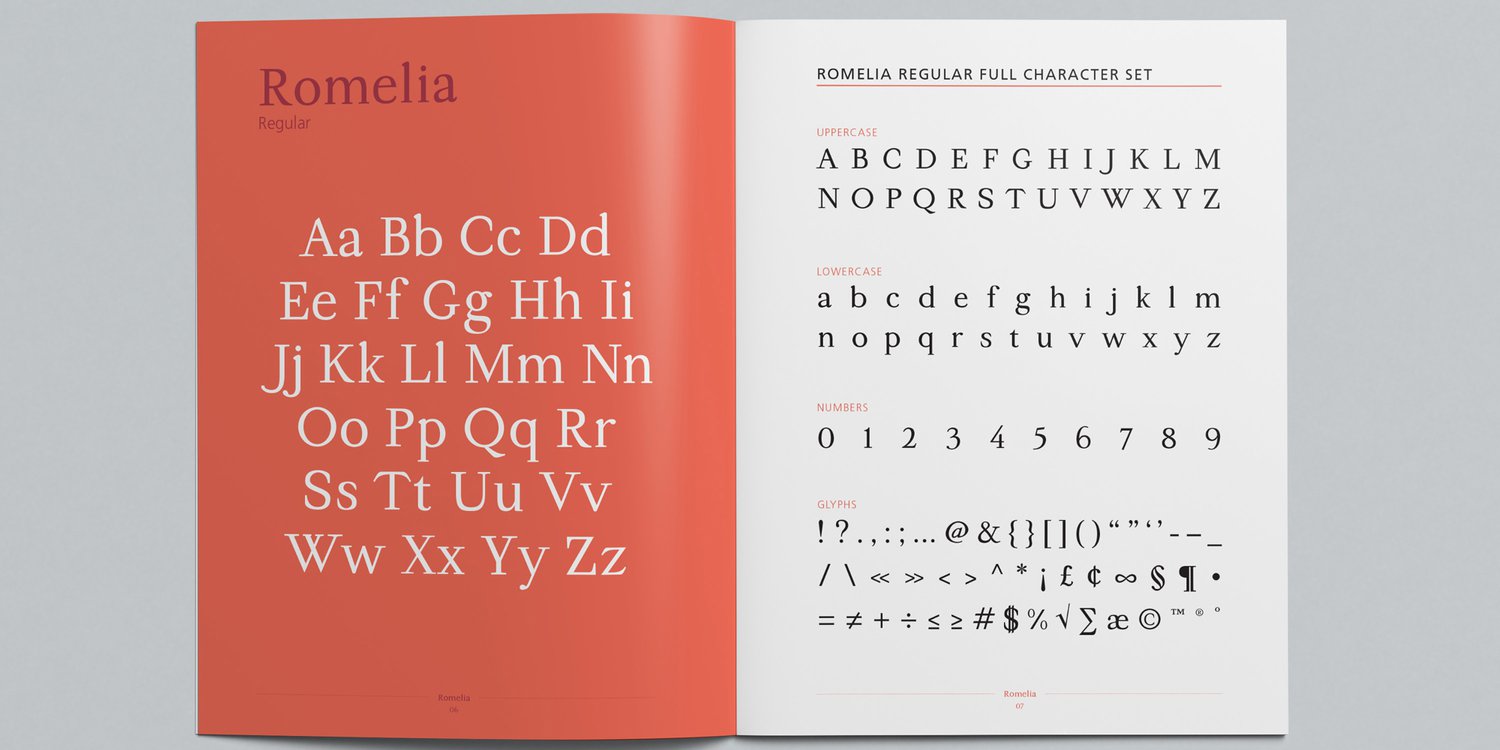 Romelia
Regular
Aa Bb Cc Dd
Ee Ff Gg Hh Ii
Jj Kk Ll Mm Nn
Oo Pp Qq Rr
Ss Tt Uu Vv
Ww Xx Yy Zz
Romelia
06
ROMELIA REGULAR FULL CHARACTER SET
UPPERCASE
A B C D E F G H I J K L M
N O P Q R S T U V W X Y Z
LOWERCASE
a b c d e f g h i j k l m
n o p q r s t u v w x y z
NUMBERS
0 1 2 3 4 5 6 7 8 9
GLYPHS
! ? . , : ; … @ & { } [ ] ( ) “ ” ‘ ’ - – _
/ \ « » < > ^ * ¡ £ ¢ ∞ § ¶ •
= ≠ + ÷ ≤ ≥ # $ % √ ∑ æ © ™ ® °
Romelia
07